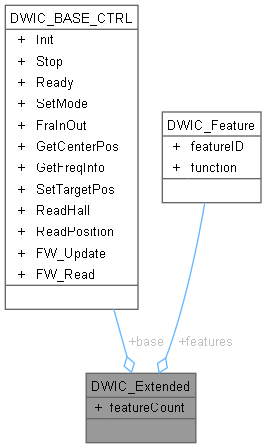 DWIC_BASE_CTRL
+ Init
+ Stop
+ Ready
+ SetMode
+ FraInOut
+ GetCenterPos
+ GetFreqInfo
+ SetTargetPos
+ ReadHall
+ ReadPosition
+ FW_Update
+ FW_Read
DWIC_Feature
+ featureID
+ function
+base
+features
DWIC_Extended
+ featureCount